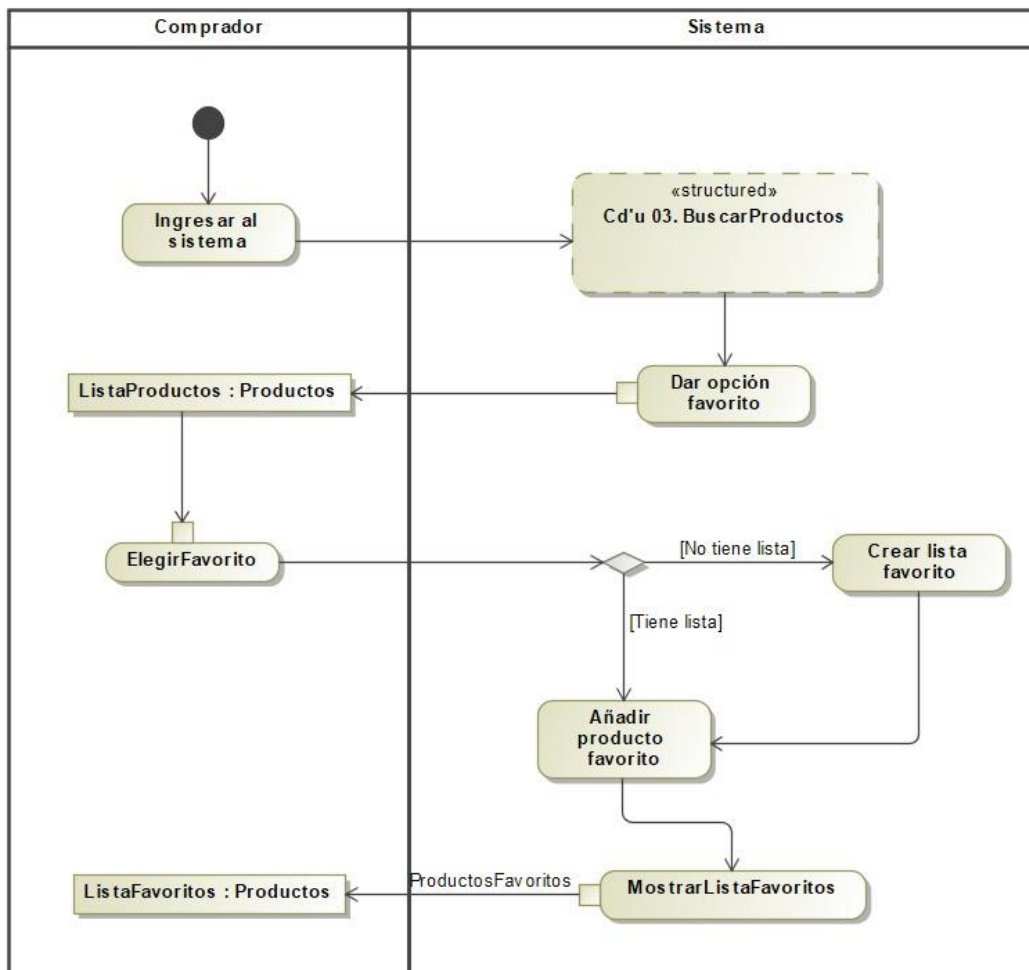 Comprador
Sistema
«structured»
Cd'u 03. BuscarProductos
Ingresar al
sistema
Dar opción
favorito
ListaProductos : Productos
ElegirFavorito
[No tiene lista]
Crear lista
favorito
[Tiene lista]
Añadir
producto
favorito
ProductosFavoritos
ListaFavoritos : Productos
MostrarListaFavoritos